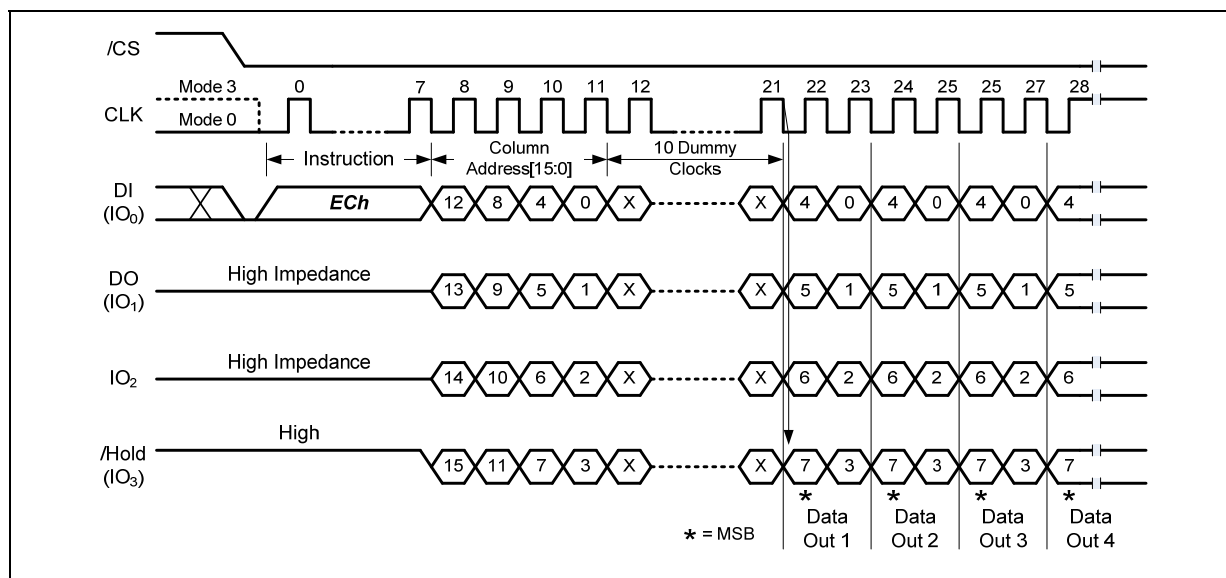 /CS
Mode 3
0 7 8 9 10 11 12 21 22 23 24 25 25 27 28
CLK
Mode 0
Instruction
Column
Address[15:0]
10 Dummy
Clocks
DI
(IO0)
ECh 12 8 4 0 X X 4 0 4 0 4 0 4
High Impedance
DO
(IO1)
13 9 5 1 X X 5 1 5 1 5 1 5
High Impedance
IO2
14 10 6 2 X X 6 2 6 2 6 2 6
High
/Hold
(IO3)
15 11 7 3 X X 7 3 7 3 7 3 7
* * * *
* = MSB
Data
Out 1
Data
Out 2
Data
Out 3
Data
Out 4